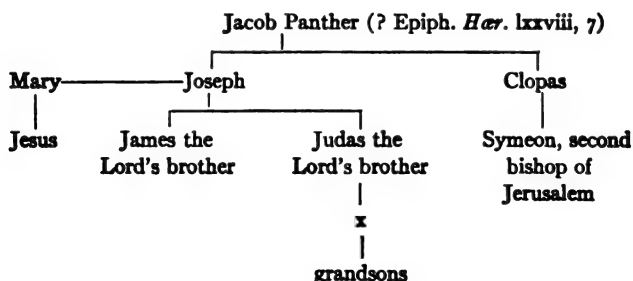 Jacob Panther (? Epiph. Hær. lxxviii, 7)
Mary Joseph Clopas
Jesus James the Judas the Symeon, second
Lord's brother Lord's brother bishop of
Jerusalem
x
grandsons